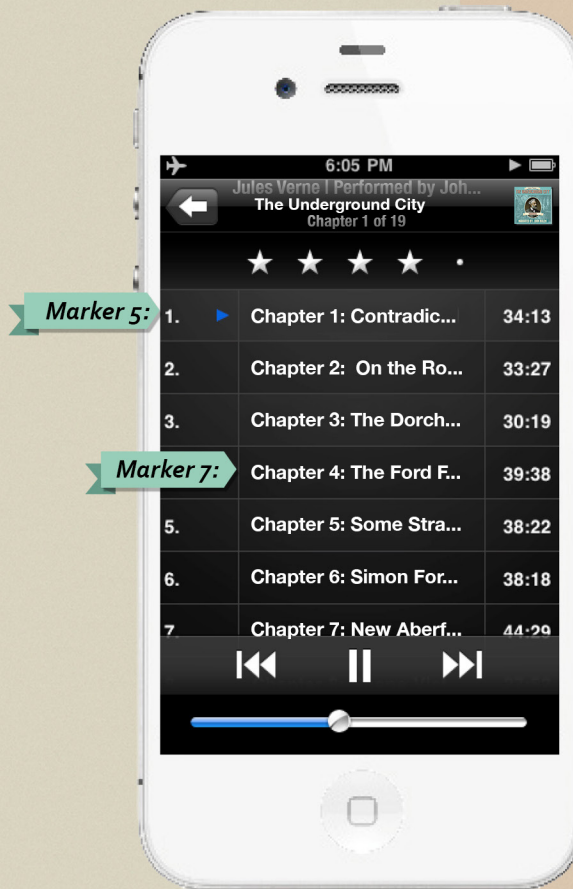 6:05 PM
Jules Verne | Performed by Joh...
The Underground City
Chapter 1 of 19
Marker 5:
1. Chapter 1: Contradic... 34:13
2. Chapter 2: On the Ro... 33:27
3. Chapter 3: The Dorch... 30:19
Marker 7:
Chapter 4: The Ford F... 39:38
5. Chapter 5: Some Stra... 38:22
6. Chapter 6: Simon For... 38:18
7. Chapter 7: New Aberf... 44:29